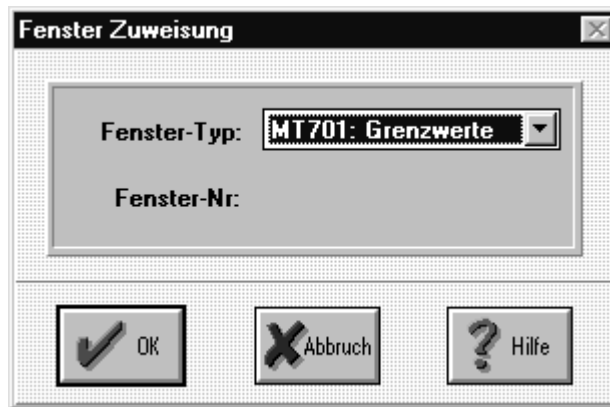 Fenster Zuweisung
Fenster-Typ: MT701: Grenzwerte
Fenster-Nr:
OK Abbruch Hilfe